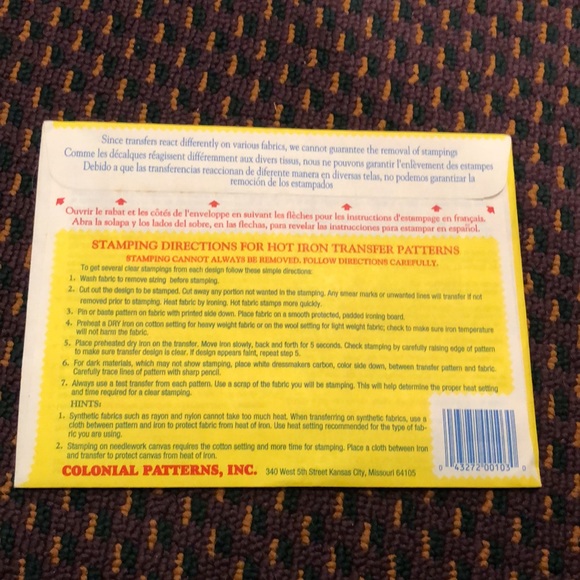 Since transfers react differently on various fabrics, we cannot guarantee the removal of stampings
Comme les décalques réagissent différemment aux divers tissus, nous ne pouvons garantir l'enlèvement des estampes
Debido a que las transferencias reaccionan de diferente manera en diversas telas, no podemos garantizar la
remoción de los estampados
Ouvrir le rabat et les côtés de l'enveloppe en suivant les flèches pour les instructions d'estampage en français.
Abra la solapa y los lados del sobre, en las flechas, para revelar las instrucciones para estampar en español.
STAMPING DIRECTIONS FOR HOT IRON TRANSFER PATTERNS
STAMPING CANNOT ALWAYS BE REMOVED. FOLLOW DIRECTIONS CAREFULLY.
To get several clear stampings from each design follow these simple directions:
1. Wash fabric to remove sizing before stamping.
2. Cut out the design to be stamped. Cut away any portion not wanted in the stamping. Any smear marks or unwanted lines will transfer if not
removed prior to stamping. Heat fabric by ironing. Hot fabric stamps more quickly.
3. Pin or baste pattern on fabric with printed side down. Place fabric on a smooth protected, padded ironing board.
4. Preheat a DRY iron on cotton setting for heavy weight fabric or on the wool setting for light weight fabric; check to make sure iron temperature
will not harm the fabric.
5. Place preheated dry iron on the transfer. Move iron slowly, back and forth for 5 seconds. Check stamping by carefully raising edge of pattern
to make sure transfer design is clear. If design appears faint, repeat step 5.
6. For dark materials, which may not show stamping, place white dressmakers carbon, color side down, between transfer pattern and fabric.
Carefully trace lines of pattern with sharp pencil.
7. Always use a test transfer from each pattern. Use a scrap of the fabric you will be stamping. This will help determine the proper heat setting
and time required for a clear stamping.
HINTS:
1. Synthetic fabrics such as rayon and nylon cannot take too much heat. When transferring on synthetic fabrics, use a
cloth between pattern and iron to protect fabric from heat of iron. Use heat setting recommended for the type of fab-
ric you are using.
2. Stamping on needlework canvas requires the cotton setting and more time for stamping. Place a cloth between iron
and transfer to protect canvas from heat of iron.
COLONIAL PATTERNS, INC. 340 West 5th Street Kansas City, Missouri 64105
0 43272 00103 0